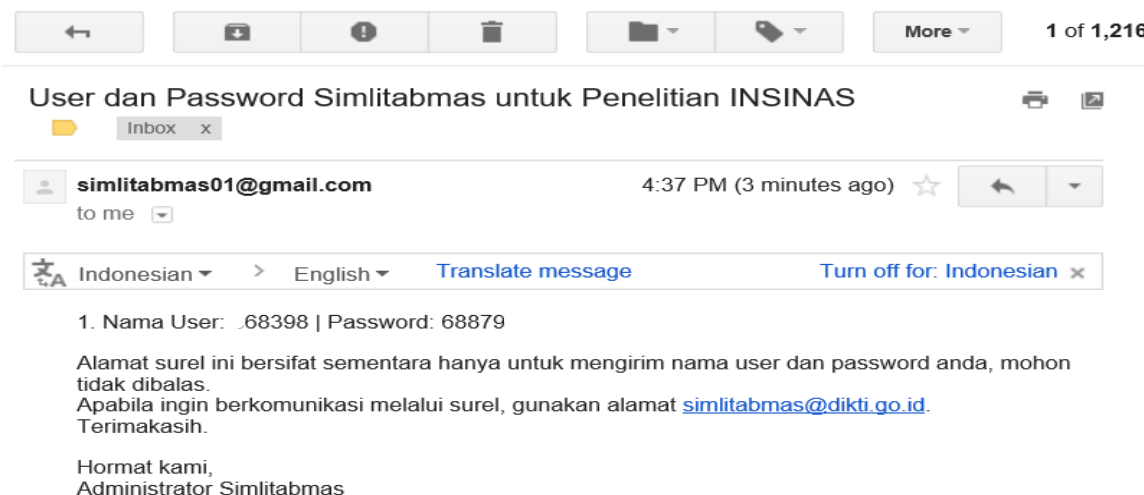 More
1 of 1,216
User dan Password Simlitabmas untuk Penelitian INSINAS
Inbox x
simlitabmas01@gmail.com 4:37 PM (3 minutes ago)
to me
Indonesian > English Translate message Turn off for: Indonesian x
1. Nama User: 68398 | Password: 68879
Alamat surel ini bersifat sementara hanya untuk mengirim nama user dan password anda, mohon
tidak dibalas.
Apabila ingin berkomunikasi melalui surel, gunakan alamat simlitabmas@dikti.go.id.
Terimakasih.
Hormat kami,
Administrator Simlitabmas